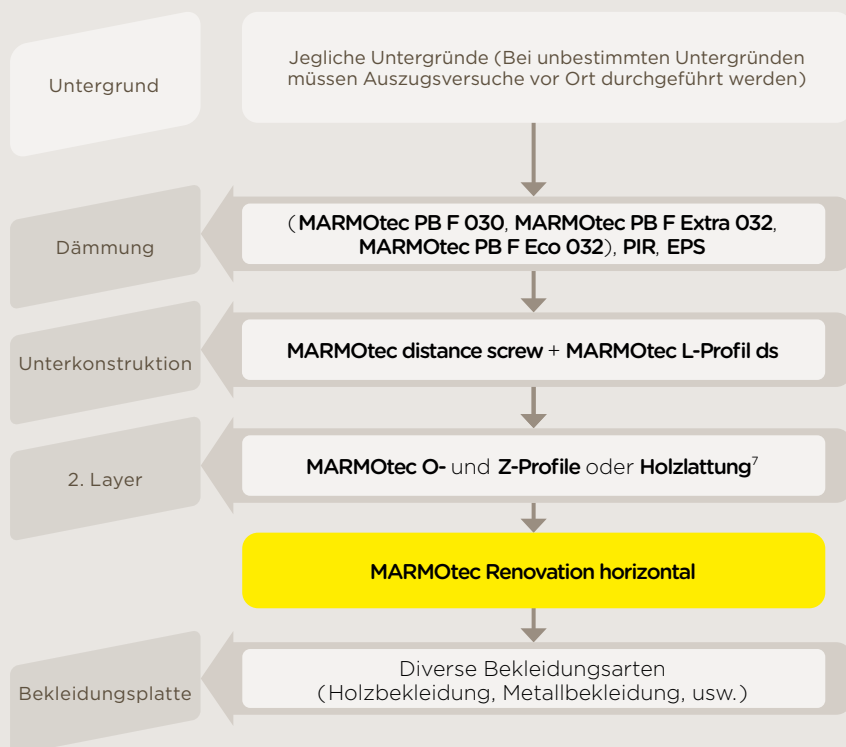 Untergrund
Jegliche Untergründe (Bei unbestimmten Untergründen
müssen Auszugsversuche vor Ort durchgeführt werden)
Dämmung
(MARMOtec PB F 030, MARMOtec PB F Extra 032,
MARMOtec PB F Eco 032), PIR, EPS
Unterkonstruktion
MARMOtec distance screw + MARMOtec L-Profil ds
2. Layer
MARMOtec O- und Z-Profile oder Holzlattung⁷
MARMOtec Renovation horizontal
Bekleidungsplatte
Diverse Bekleidungsarten
(Holzbekleidung, Metallbekleidung, usw.)